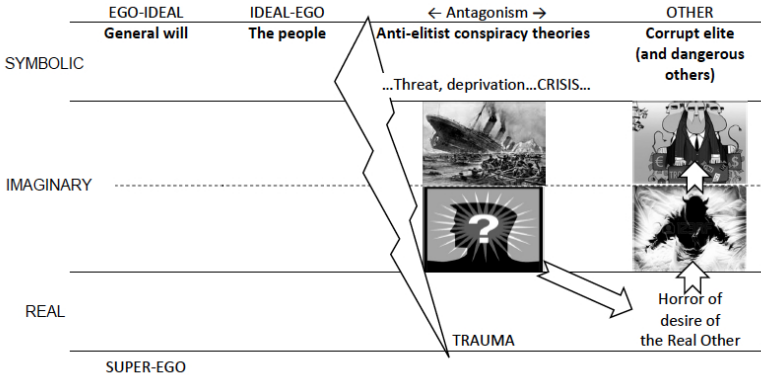 EGO-IDEAL IDEAL-EGO ← Antagonism → OTHER
General will The people Anti-elitist conspiracy theories Corrupt elite
(and dangerous
others)
SYMBOLIC
...Threat, deprivation...CRISIS...
€ $
IMAGINARY
?
REAL
Horror of
desire of
the Real Other
TRAUMA
SUPER-EGO